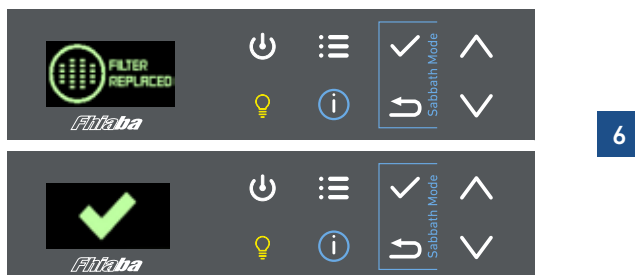 FILTER
REPLACED
Sabbath Mode
Fhiaba
6
Sabbath Mode
Fhiaba